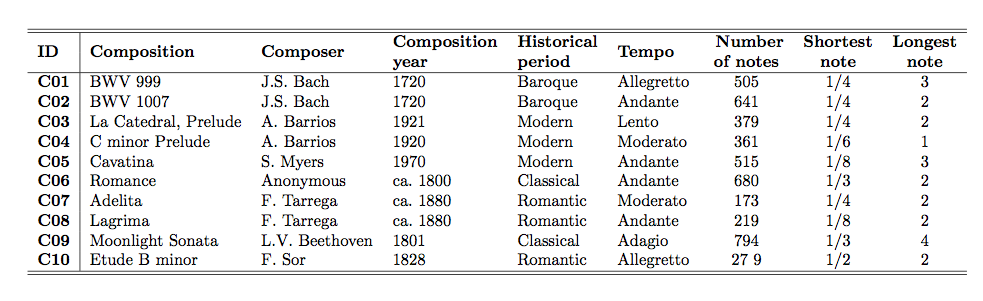 ID Composition Composer Composition year Historical period Tempo Number of notes Shortest note Longest note
C01 BWV 999 J.S. Bach 1720 Baroque Allegretto 505 1/4 3
C02 BWV 1007 J.S. Bach 1720 Baroque Andante 641 1/4 2
C03 La Catedral, Prelude A. Barrios 1921 Modern Lento 379 1/4 2
C04 C minor Prelude A. Barrios 1920 Modern Moderato 361 1/6 1
C05 Cavatina S. Myers 1970 Modern Andante 515 1/8 3
C06 Romance Anonymous ca. 1800 Classical Andante 680 1/3 2
C07 Adelita F. Tarrega ca. 1880 Romantic Moderato 173 1/4 2
C08 Lagrima F. Tarrega ca. 1880 Romantic Andante 219 1/8 2
C09 Moonlight Sonata L.V. Beethoven 1801 Classical Adagio 794 1/3 4
C10 Etude B minor F. Sor 1828 Romantic Allegretto 27 9 1/2 2